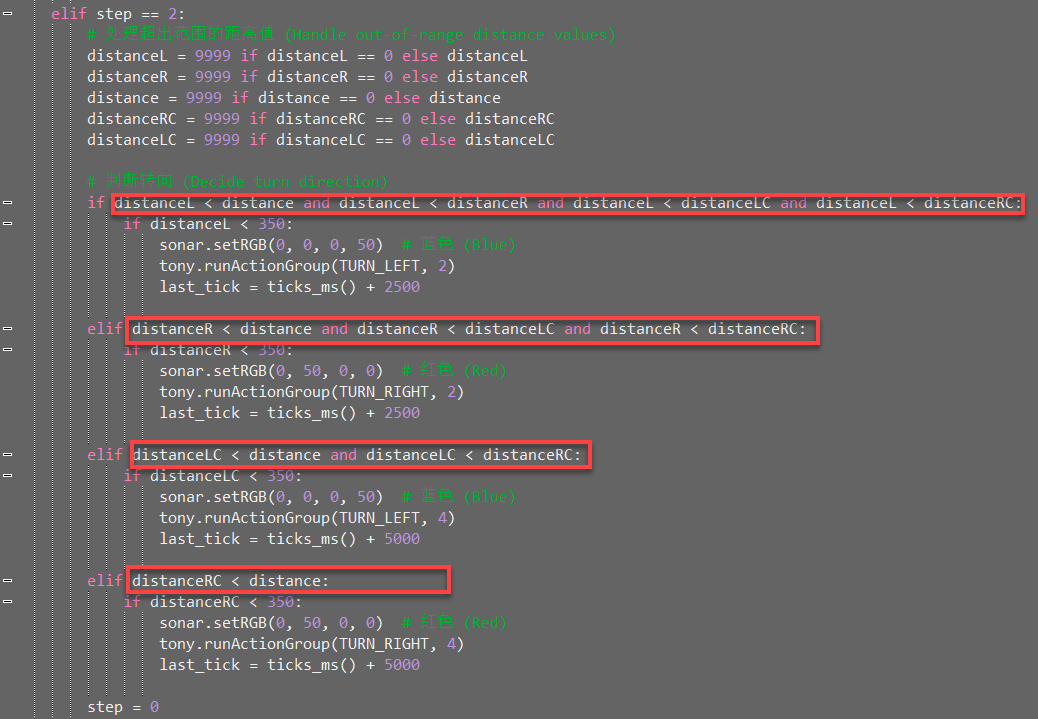 elif step == 2:
# 处理超出范围的距离值 (Handle out-of-range distance values)
distanceL = 9999 if distanceL == 0 else distanceL
distanceR = 9999 if distanceR == 0 else distanceR
distance = 9999 if distance == 0 else distance
distanceRC = 9999 if distanceRC == 0 else distanceRC
distanceLC = 9999 if distanceLC == 0 else distanceLC
# 判断转向 (Decide turn direction)
if distanceL < distance and distanceL < distanceR and distanceL < distanceLC and distanceL < distanceRC:
if distanceL < 350:
sonar.setRGB(0, 0, 0, 50)  # 蓝色 (Blue)
tony.runActionGroup(TURN_LEFT, 2)
last_tick = ticks_ms() + 2500
elif distanceR < distance and distanceR < distanceLC and distanceR < distanceRC:
if distanceR < 350:
sonar.setRGB(0, 50, 0, 0)  # 红色 (Red)
tony.runActionGroup(TURN_RIGHT, 2)
last_tick = ticks_ms() + 2500
elif distanceLC < distance and distanceLC < distanceRC:
if distanceLC < 350:
sonar.setRGB(0, 0, 0, 50)  # 蓝色 (Blue)
tony.runActionGroup(TURN_LEFT, 4)
last_tick = ticks_ms() + 5000
elif distanceRC < distance:
if distanceRC < 350:
sonar.setRGB(0, 50, 0, 0)  # 红色 (Red)
tony.runActionGroup(TURN_RIGHT, 4)
last_tick = ticks_ms() + 5000
step = 0